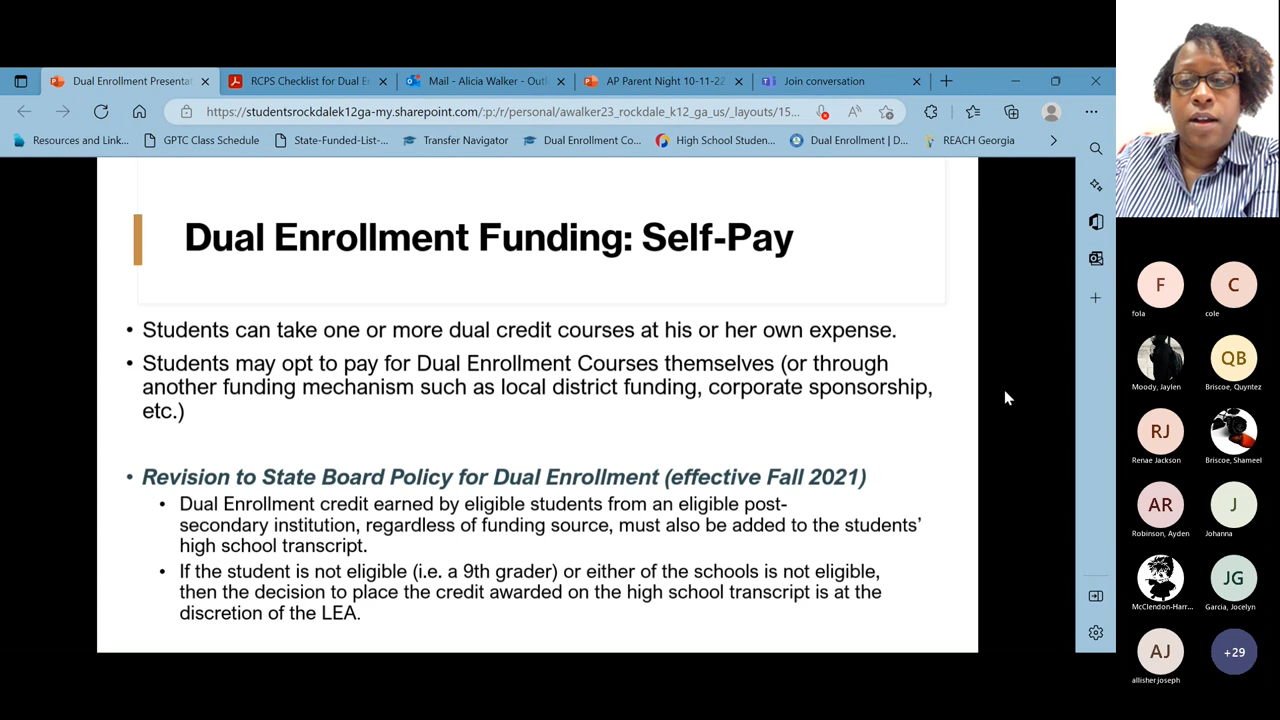 Dual Enrollment Presentat
RCPS Checklist for Dual E
Mail - Alicia Walker - Outl
AP Parent Night 10-11-22
Join conversation
https://studentsrockdalek12ga-my.sharepoint.com/:p:/r/personal/awalker23_rockdale_k12_ga_us/_layouts/15...
Resources and Link...
GPTC Class Schedule
State-Funded-List-...
Transfer Navigator
Dual Enrollment Co...
High School Studen...
Dual Enrollment | D...
REACH Georgia
Dual Enrollment Funding: Self-Pay
• Students can take one or more dual credit courses at his or her own expense.
• Students may opt to pay for Dual Enrollment Courses themselves (or through
another funding mechanism such as local district funding, corporate sponsorship,
etc.)
• Revision to State Board Policy for Dual Enrollment (effective Fall 2021)
• Dual Enrollment credit earned by eligible students from an eligible post-
secondary institution, regardless of funding source, must also be added to the students’
high school transcript.
• If the student is not eligible (i.e. a 9th grader) or either of the schools is not eligible,
then the decision to place the credit awarded on the high school transcript is at the
discretion of the LEA.
F
C
fola
cole
QB
Moody, Jaylen
Briscoe, Quyntez
RJ
Renae Jackson
Briscoe, Shameel
AR
J
Robinson, Ayden
Johanna
JG
McClendon-Harr...
Garcia, Jocelyn
AJ
+29
allisher.joseph